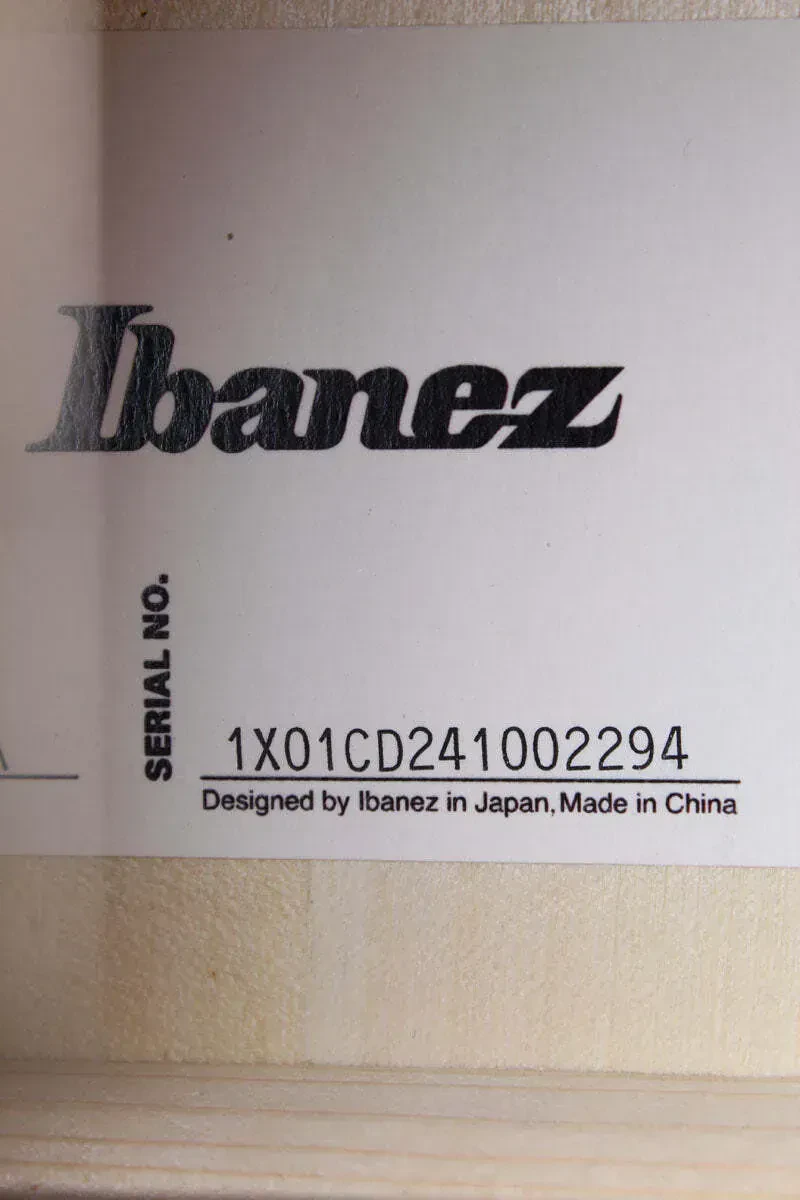 Ibanez
SERIAL NO.
1X01CD241002294
Designed by Ibanez in Japan, Made in China